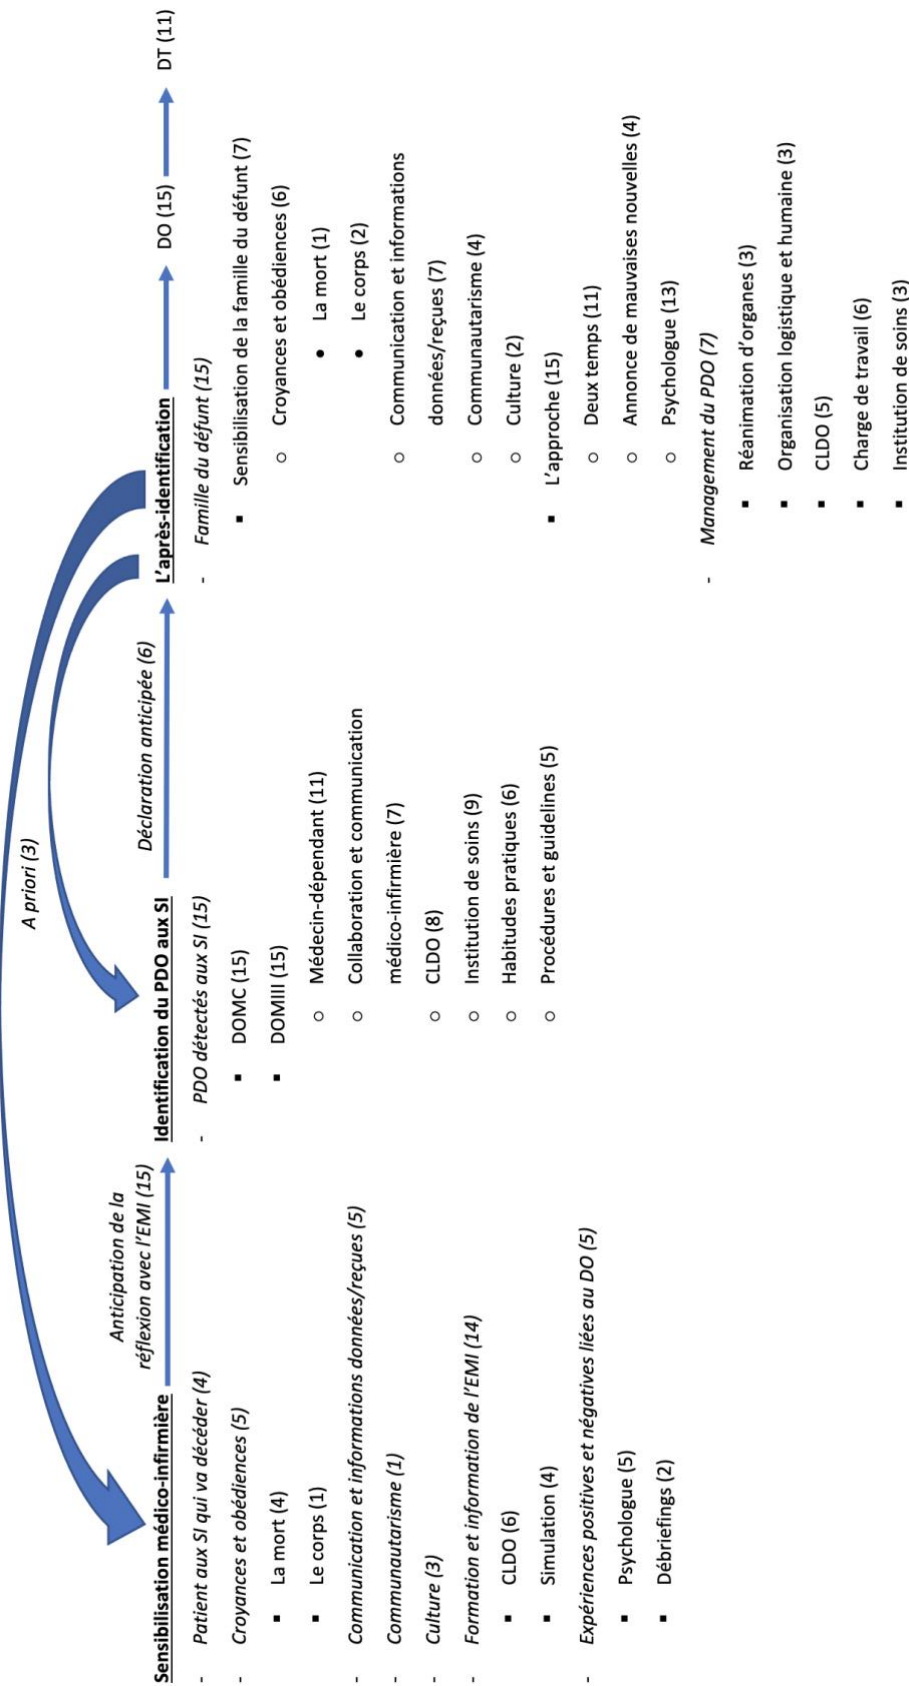 A priori (3)
Anticipation de la
réflexion avec l'EMI (15)
Déclaration anticipée (6)
Sensibilisation médico-infirmière
- Patient aux SI qui va décéder (4)
- Croyances et obédiences (5)
▪ La mort (4)
▪ Le corps (1)
- Communication et informations données/reçues (5)
- Communautarisme (1)
- Culture (3)
- Formation et information de l'EMI (14)
▪ CLDO (6)
▪ Simulation (4)
- Expériences positives et négatives liées au DO (5)
▪ Psychologue (5)
▪ Débriefings (2)
Identification du PDO aux SI
- PDO détectés aux SI (15)
▪ DOMC (15)
▪ DOMIII (15)
○ Médecin-dépendant (11)
○ Collaboration et communication
médico-infirmière (7)
○ CLDO (8)
○ Institution de soins (9)
○ Habitudes pratiques (6)
○ Procédures et guidelines (5)
L'après-identification
- Famille du défunt (15)
▪ Sensibilisation de la famille du défunt (7)
○ Croyances et obédiences (6)
● La mort (1)
● Le corps (2)
○ Communication et informations
données/reçues (7)
○ Communautarisme (4)
○ Culture (2)
▪ L'approche (15)
○ Deux temps (11)
○ Annonce de mauvaises nouvelles (4)
○ Psychologue (13)
- Management du PDO (7)
▪ Réanimation d'organes (3)
▪ Organisation logistique et humaine (3)
▪ CLDO (5)
▪ Charge de travail (6)
▪ Institution de soins (3)
DO (15)
DT (11)